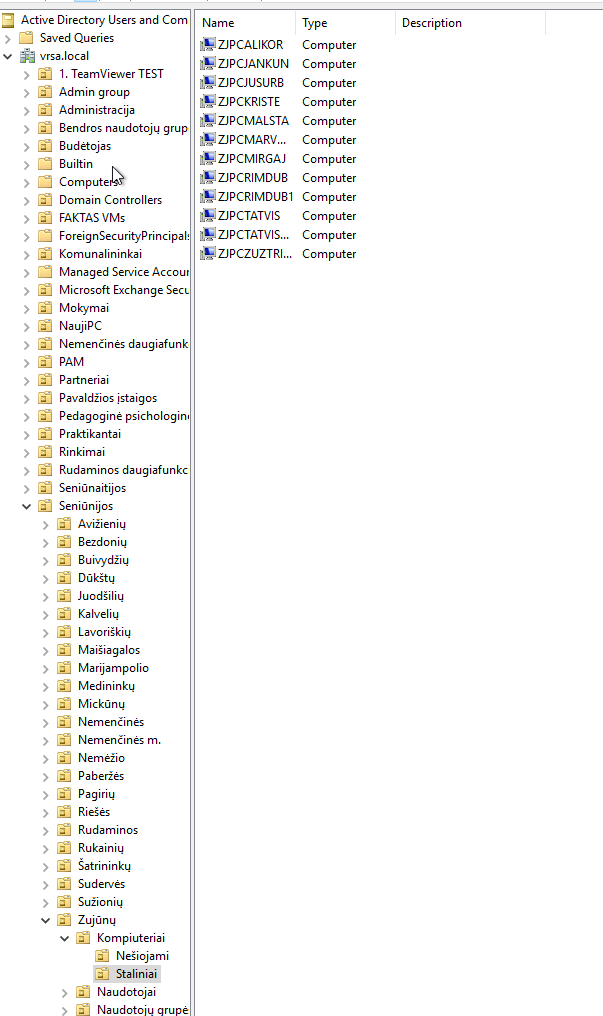 Active Directory Users and Com
Saved Queries
vrsa.local
1. TeamViewer TEST
Admin group
Administracija
Bendros naudotojų grup
Budėtojas
Builtin
Computers
Domain Controllers
FAKTAS VMs
ForeignSecurityPrincipals
Komunalininkai
Managed Service Accour
Microsoft Exchange Secu
Mokymai
NaujiPC
Nemenčinės daugiafunk
PAM
Partneriai
Pavaldžios įstaigos
Pedagoginė psichologinė
Praktikantai
Rinkimai
Rudaminos daugiafunkc
Seniūnaitijos
Seniūnijos
Avižienių
Bezdonių
Buivydžių
Dūkštų
Juodšilių
Kalvelių
Lavoriškių
Maišiagalos
Marijampolio
Medininkų
Mickūnų
Nemenčinės
Nemenčinės m.
Nemėžio
Paberžės
Pagirių
Riešės
Rudaminos
Rukainių
Šatrininkų
Sudervės
Sužionių
Zujūnų
Kompiuteriai
Nešiojami
Staliniai
Naudotojai
Naudotojų grupė
Name Type Description
ZJPCALIKOR Computer
ZJPCJANKUN Computer
ZJPCJUSURB Computer
ZJPCKRISTE Computer
ZJPCMALSTA Computer
ZJPCMARV... Computer
ZJPCMIRGAJ Computer
ZJPCRIMDUB Computer
ZJPCRIMDUB1 Computer
ZJPCTATVIS Computer
ZJPCTATVIS... Computer
ZJPCZUZTRI... Computer